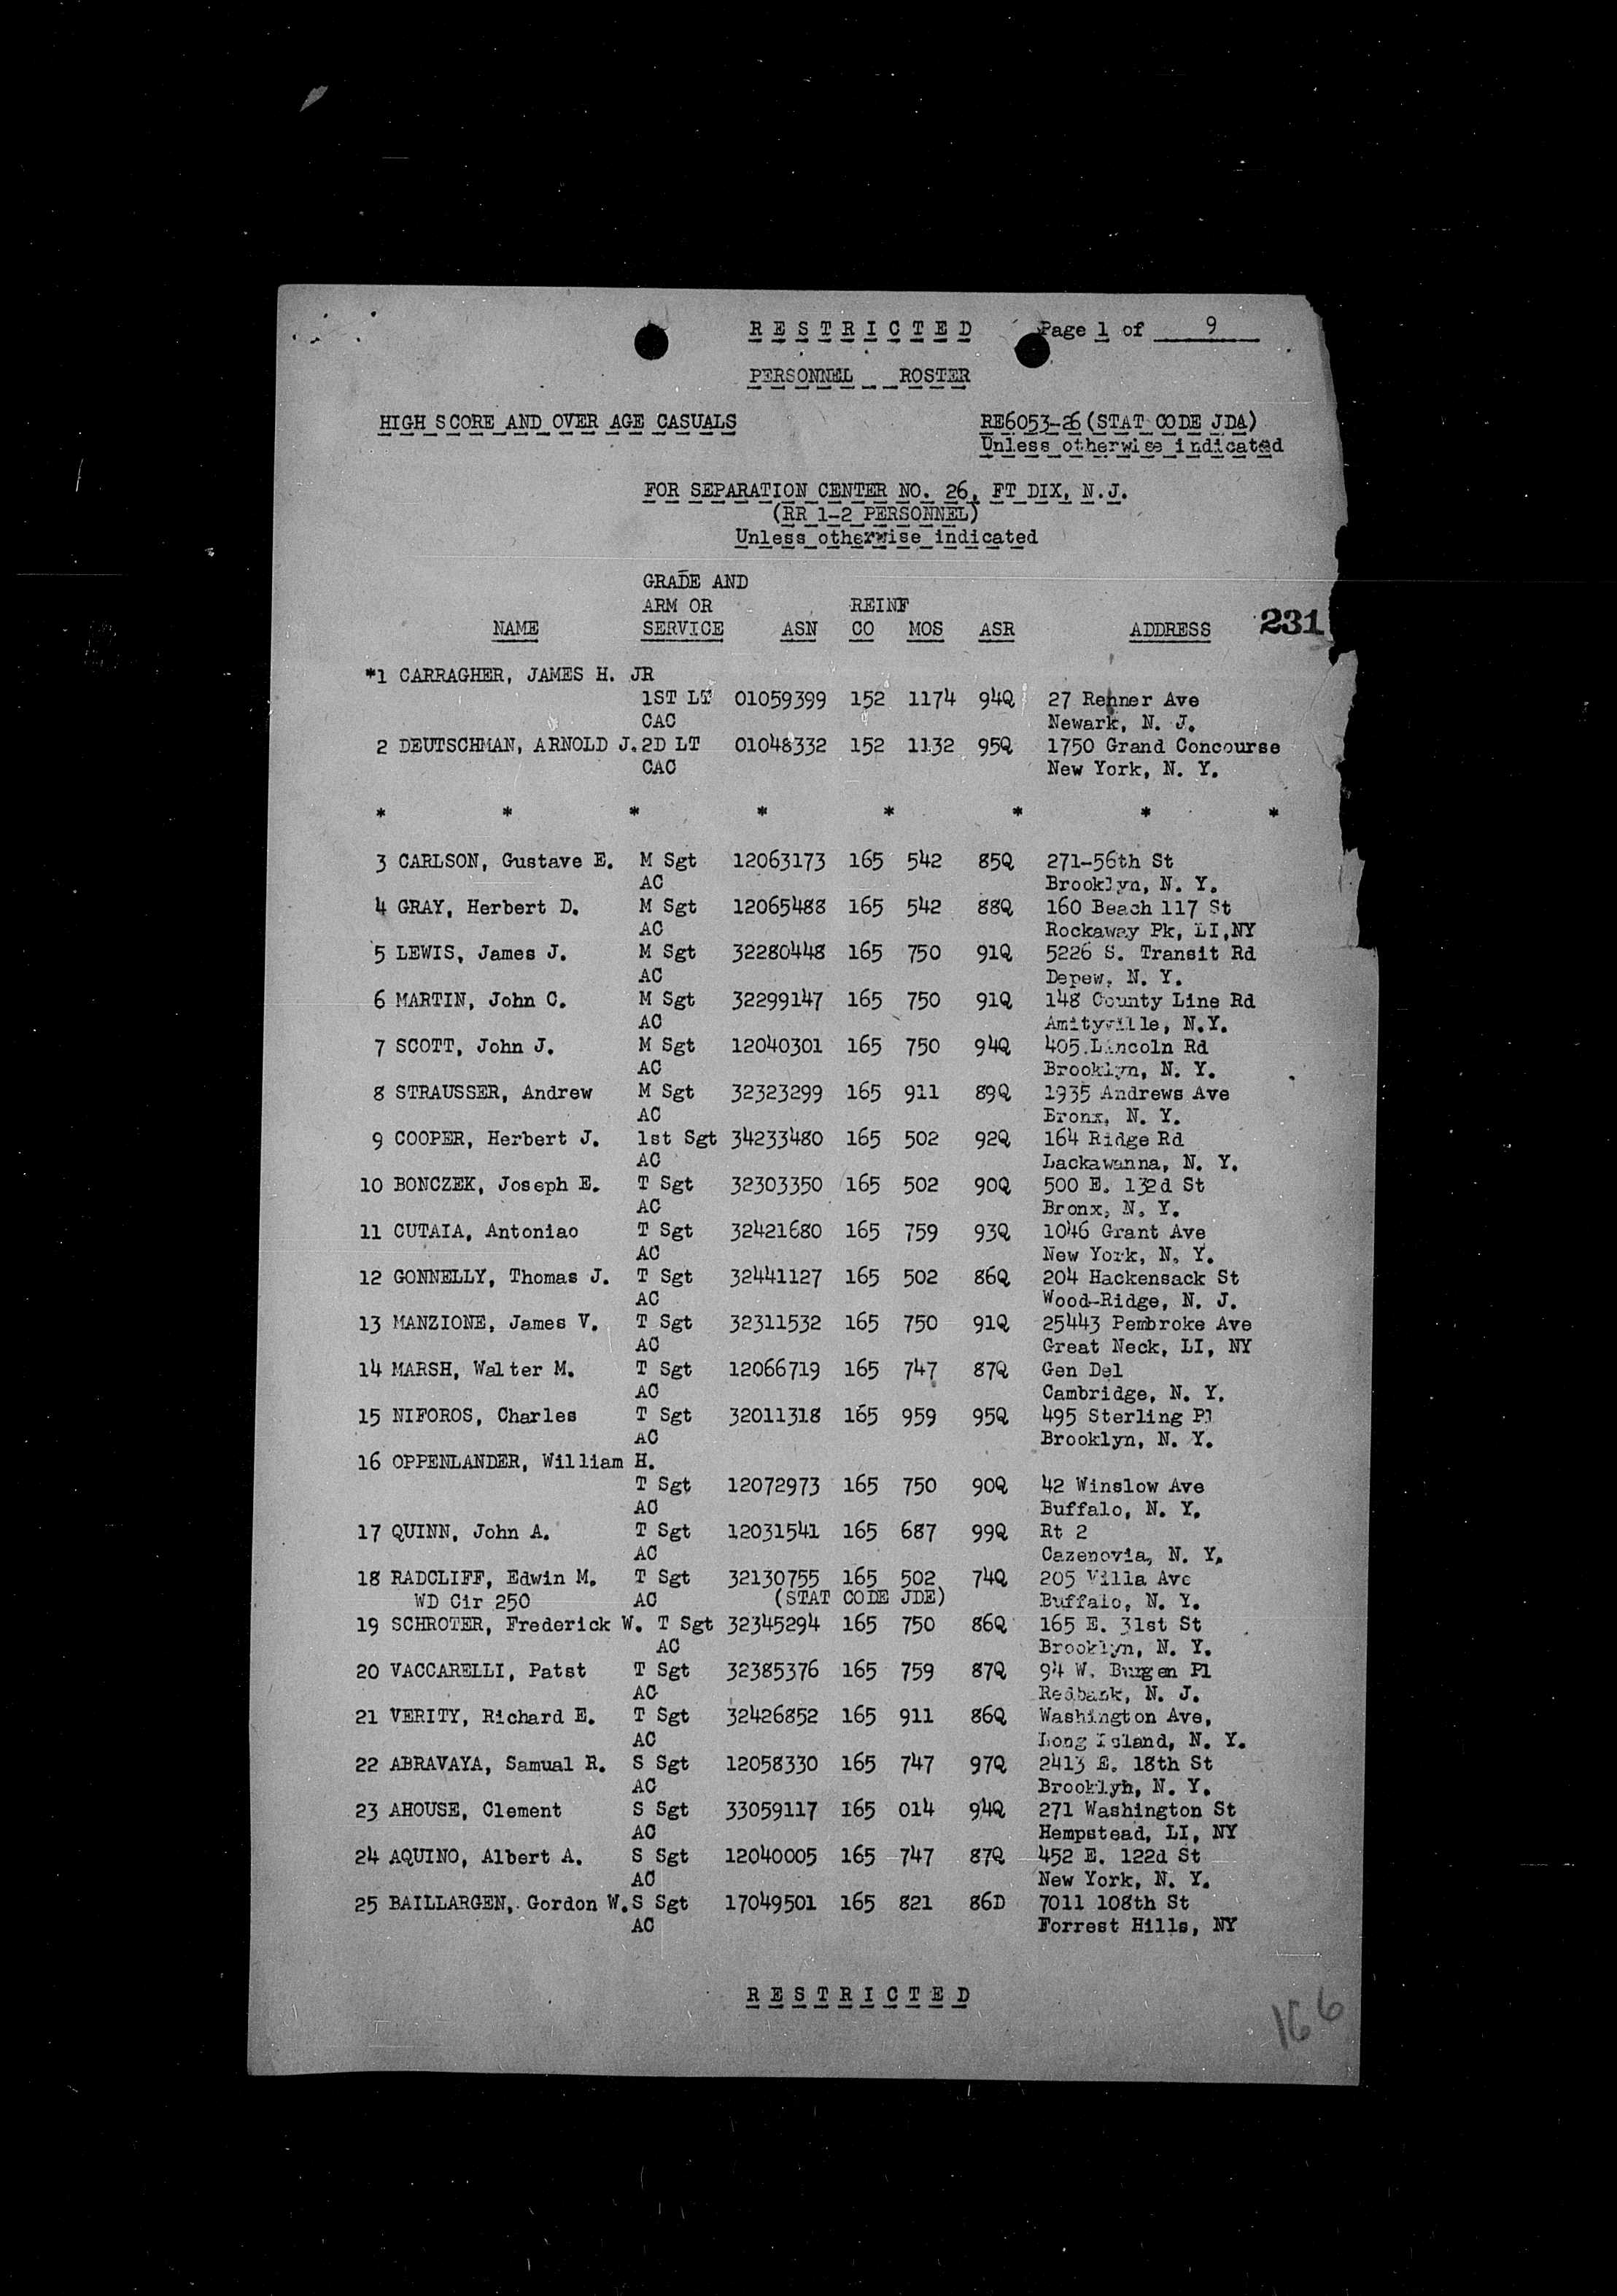 RESTRICTED Page 1 of 9
PERSONNEL ROSTER
HIGH SCORE AND OVER AGE CASUALS RE6053-26 (STAT CODE JDA)
Unless otherwise indicated
FOR SEPARATION CENTER NO. 26, FT DIX, N.J.
(RR 1-2 PERSONNEL)
Unless otherwise indicated
GRADE AND
ARM OR REINF
NAME SERVICE ASN CO MOS ASR ADDRESS 231
*1 CARRAGHER, JAMES H. JR
1ST LT 01059399 152 1174 94Q 27 Rehner Ave
CAC Newark, N. J.
2 DEUTSCHMAN, ARNOLD J. 2D LT 01048332 152 1132 95Q 1750 Grand Concourse
CAC New York, N. Y.
* * * * * * * *
3 CARLSON, Gustave E. M Sgt 12063173 165 542 85Q 271-56th St
AC Brooklyn, N. Y.
4 GRAY, Herbert D. M Sgt 12065488 165 542 88Q 160 Beach 117 St
AC Rockaway Pk, LI,NY
5 LEWIS, James J. M Sgt 32280448 165 750 91Q 5226 S. Transit Rd
AC Depew, N. Y.
6 MARTIN, John C. M Sgt 32299147 165 750 91Q 148 County Line Rd
AC Amityville, N.Y.
7 SCOTT, John J. M Sgt 12040301 165 750 94Q 405 Lincoln Rd
AC Brooklyn, N. Y.
8 STRAUSSER, Andrew M Sgt 32323299 165 911 89Q 1935 Andrews Ave
AC Bronx, N. Y.
9 COOPER, Herbert J. 1st Sgt 34233480 165 502 92Q 164 Ridge Rd
AC Lackawanna, N. Y.
10 BONCZEK, Joseph E. T Sgt 32303350 165 502 90Q 500 E. 132d St
AC Bronx, N. Y.
11 CUTAIA, Antoniao T Sgt 32421680 165 759 93Q 1046 Grant Ave
AC New York, N. Y.
12 GONNELLY, Thomas J. T Sgt 32441127 165 502 86Q 204 Hackensack St
AC Wood-Ridge, N. J.
13 MANZIONE, James V. T Sgt 32311532 165 750 91Q 25443 Pembroke Ave
AC Great Neck, LI, NY
14 MARSH, Walter M. T Sgt 12066719 165 747 87Q Gen Del
AC Cambridge, N. Y.
15 NIFOROS, Charles T Sgt 32011318 165 959 95Q 495 Sterling Pl
AC Brooklyn, N. Y.
16 OPPENLANDER, William H.
T Sgt 12072973 165 750 90Q 42 Winslow Ave
AC Buffalo, N. Y.
17 QUINN, John A. T Sgt 12031541 165 687 99Q Rt 2
AC Cazenovia, N. Y.
18 RADCLIFF, Edwin M. T Sgt 32130755 165 502 74Q 205 Villa Ave
WD Cir 250 AC (STAT CODE JDE) Buffalo, N. Y.
19 SCHROTER, Frederick W. T Sgt 32345294 165 750 86Q 165 E. 31st St
AC Brooklyn, N. Y.
20 VACCARELLI, Patst T Sgt 32385376 165 759 87Q 94 W. Burgen Pl
AC Redbank, N. J.
21 VERITY, Richard E. T Sgt 32426852 165 911 86Q Washington Ave,
AC Long Island, N. Y.
22 ABRAVAYA, Samual R. S Sgt 12058330 165 747 97Q 2413 E. 18th St
AC Brooklyh, N. Y.
23 AHOUSE, Clement S Sgt 33059117 165 014 94Q 271 Washington St
AC Hempstead, LI, NY
24 AQUINO, Albert A. S Sgt 12040005 165 747 87Q 452 E. 122d St
AC New York, N. Y.
25 BAILLARGEN, Gordon W. S Sgt 17049501 165 821 86D 7011 108th St
AC Forrest Hills, NY
RESTRICTED
166